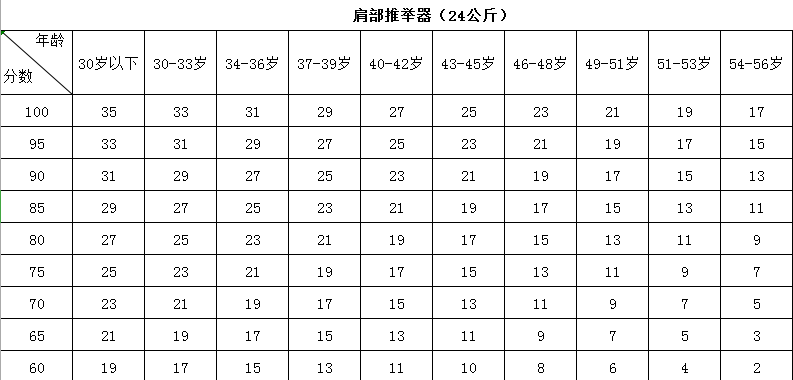 肩部推举器（24公斤）
年龄
分数 30岁以下 30-33岁 34-36岁 37-39岁 40-42岁 43-45岁 46-48岁 49-51岁 51-53岁 54-56岁
100 35 33 31 29 27 25 23 21 19 17
95 33 31 29 27 25 23 21 19 17 15
90 31 29 27 25 23 21 19 17 15 13
85 29 27 25 23 21 19 17 15 13 11
80 27 25 23 21 19 17 15 13 11 9
75 25 23 21 19 17 15 13 11 9 7
70 23 21 19 17 15 13 11 9 7 5
65 21 19 17 15 13 11 9 7 5 3
60 19 17 15 13 11 10 8 6 4 2